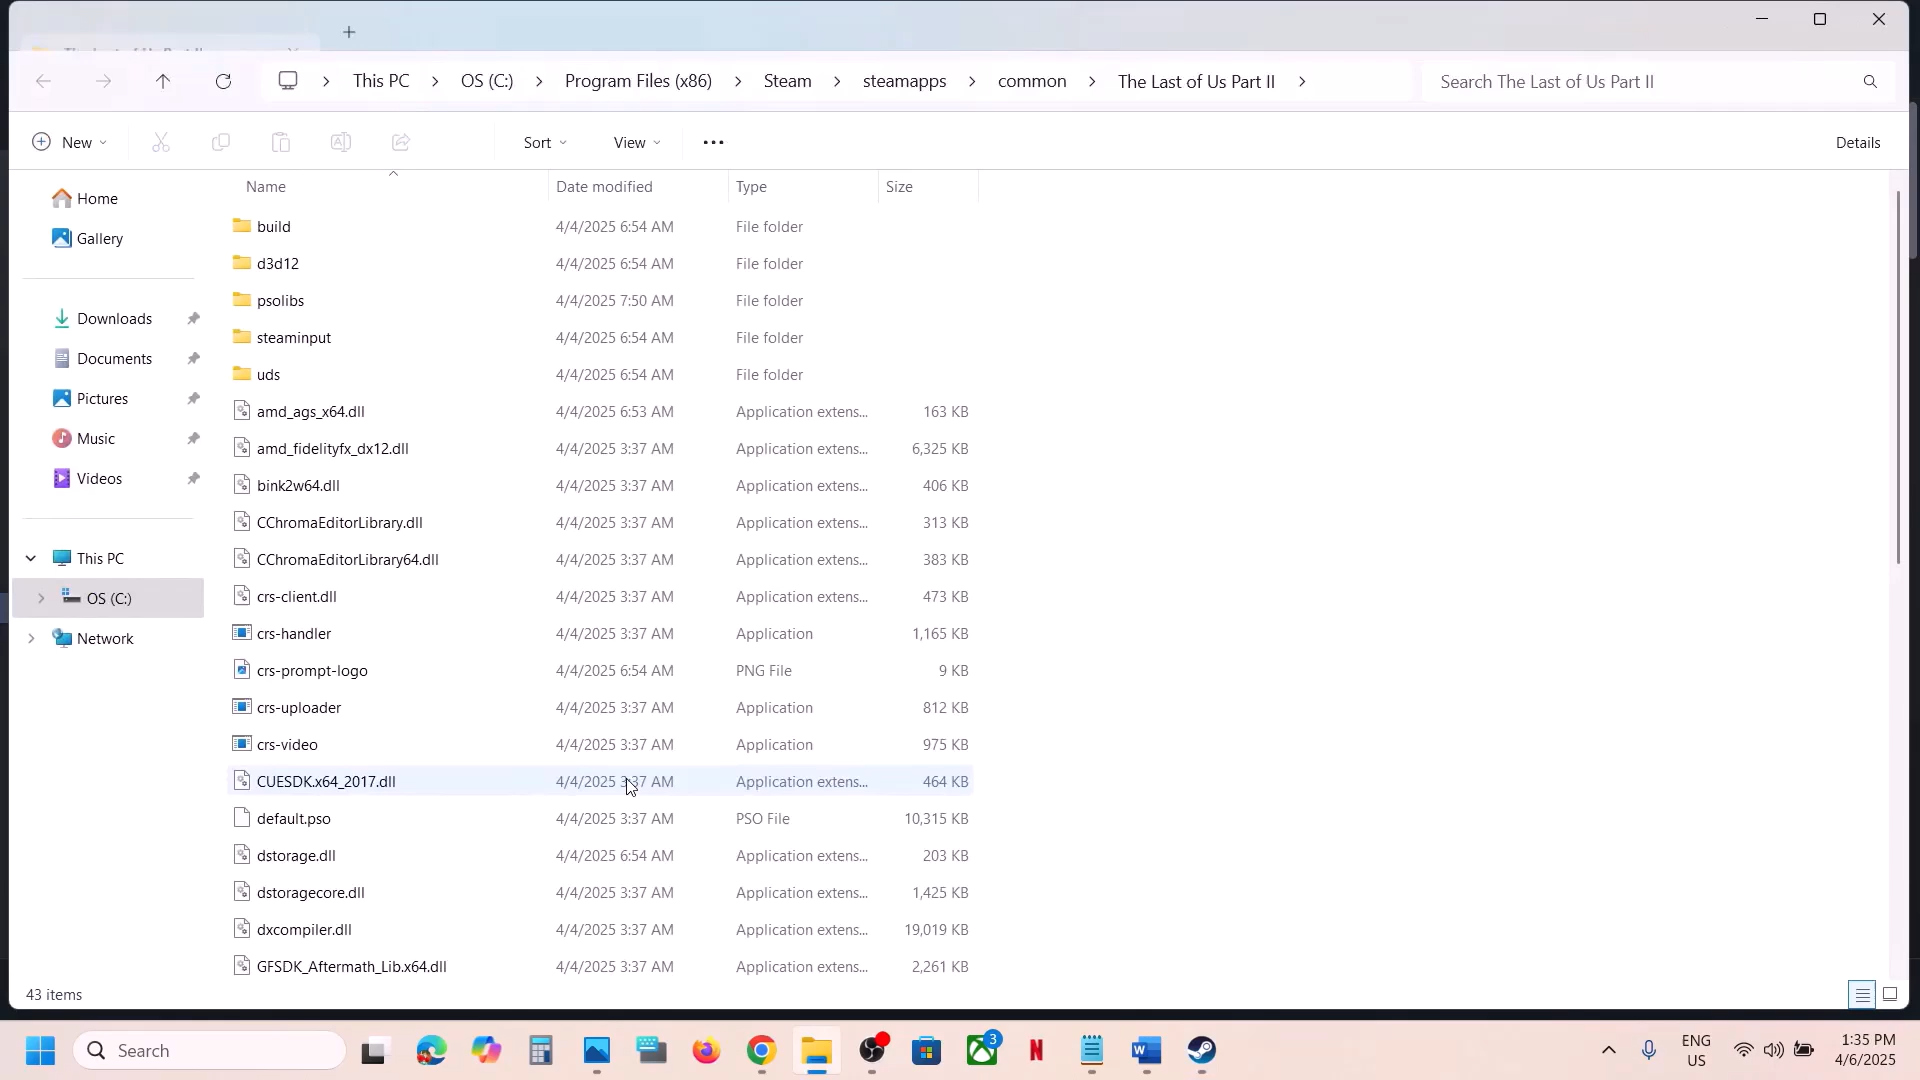 This PC > OS (C:) > Program Files (x86) > Steam > steamapps > common > The Last of Us Part II >
Search The Last of Us Part II
New
Sort
View
Details
Name Date modified Type Size
Home
Gallery
Downloads
Documents
Pictures
Music
Videos
This PC
OS (C:)
Network
build 4/4/2025 6:54 AM File folder
d3d12 4/4/2025 6:54 AM File folder
psolibs 4/4/2025 7:50 AM File folder
steaminput 4/4/2025 6:54 AM File folder
uds 4/4/2025 6:54 AM File folder
amd_ags_x64.dll 4/4/2025 6:53 AM Application extens... 163 KB
amd_fidelityfx_dx12.dll 4/4/2025 3:37 AM Application extens... 6,325 KB
bink2w64.dll 4/4/2025 3:37 AM Application extens... 406 KB
CChromaEditorLibrary.dll 4/4/2025 3:37 AM Application extens... 313 KB
CChromaEditorLibrary64.dll 4/4/2025 3:37 AM Application extens... 383 KB
crs-client.dll 4/4/2025 3:37 AM Application extens... 473 KB
crs-handler 4/4/2025 3:37 AM Application 1,165 KB
crs-prompt-logo 4/4/2025 6:54 AM PNG File 9 KB
crs-uploader 4/4/2025 3:37 AM Application 812 KB
crs-video 4/4/2025 3:37 AM Application 975 KB
CUESDK.x64_2017.dll 4/4/2025 3:37 AM Application extens... 464 KB
default.pso 4/4/2025 3:37 AM PSO File 10,315 KB
dstorage.dll 4/4/2025 6:54 AM Application extens... 203 KB
dstoragecore.dll 4/4/2025 3:37 AM Application extens... 1,425 KB
dxcompiler.dll 4/4/2025 3:37 AM Application extens... 19,019 KB
GFSDK_Aftermath_Lib.x64.dll 4/4/2025 3:37 AM Application extens... 2,261 KB
43 items
Search
3
ENG
US
1:35 PM
4/6/2025